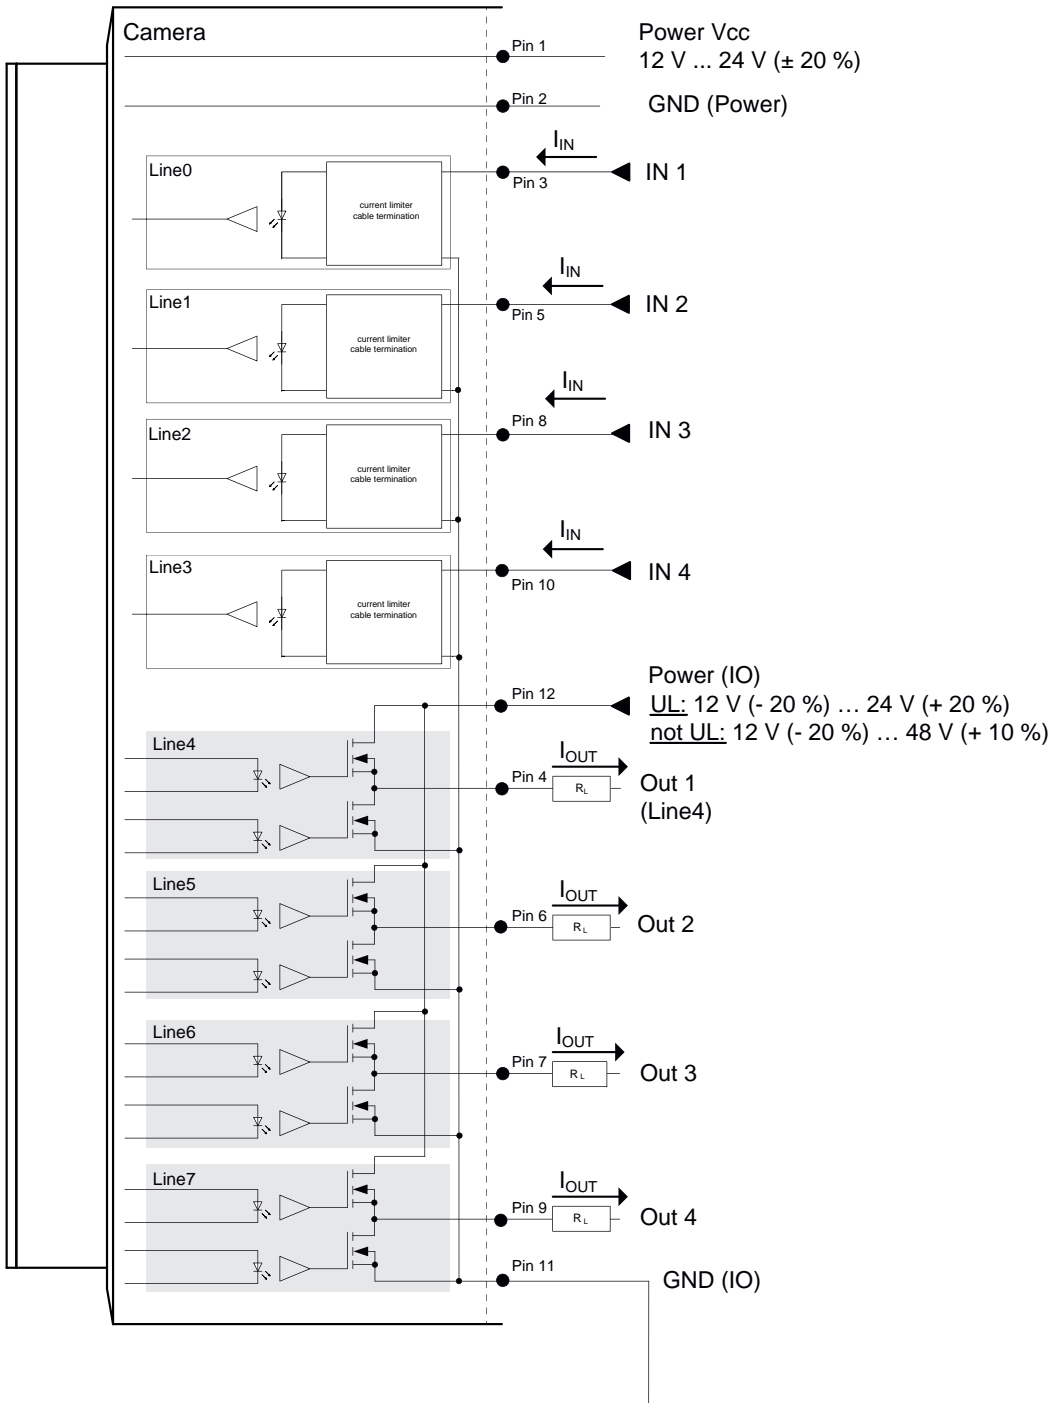 Camera
Pin 1
Power Vcc
12 V ... 24 V (± 20 %)
Pin 2
GND (Power)
Line0
current limiter
cable termination
Pin 3
IIN
IN 1
Line1
current limiter
cable termination
Pin 5
IIN
IN 2
Line2
current limiter
cable termination
Pin 8
IIN
IN 3
Line3
current limiter
cable termination
Pin 10
IIN
IN 4
Pin 12
Power (IO)
UL: 12 V (- 20 %) … 24 V (+ 20 %)
not UL: 12 V (- 20 %) … 48 V (+ 10 %)
Line4
Pin 4
IOUT
RL
Out 1
(Line4)
Line5
Pin 6
IOUT
RL
Out 2
Line6
Pin 7
IOUT
RL
Out 3
Line7
Pin 9
IOUT
RL
Out 4
Pin 11
GND (IO)